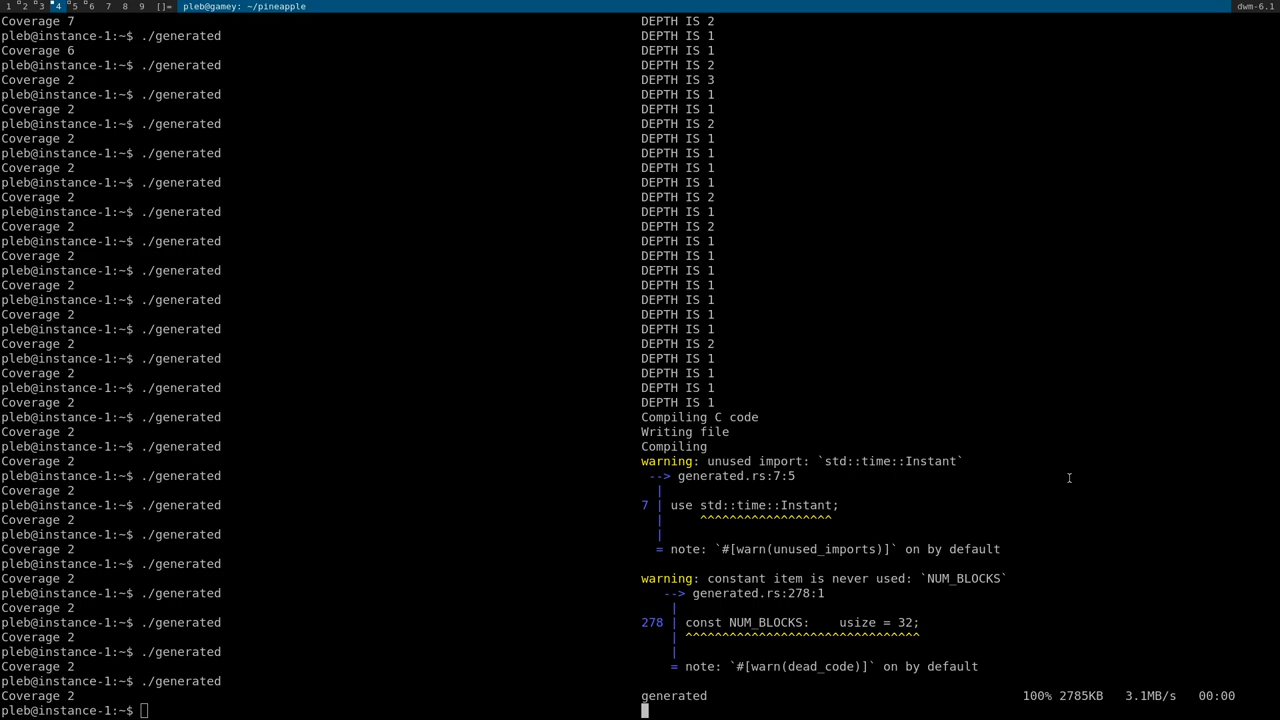 1 2 3 4 5 6 7 8 9 []= pleb@gamey: ~/pineapple dwm-6.1
Coverage 7
pleb@instance-1:~$ ./generated
Coverage 6
pleb@instance-1:~$ ./generated
Coverage 2
pleb@instance-1:~$ ./generated
Coverage 2
pleb@instance-1:~$ ./generated
Coverage 2
pleb@instance-1:~$ ./generated
Coverage 2
pleb@instance-1:~$ ./generated
Coverage 2
pleb@instance-1:~$ ./generated
Coverage 2
pleb@instance-1:~$ ./generated
Coverage 2
pleb@instance-1:~$ ./generated
Coverage 2
pleb@instance-1:~$ ./generated
Coverage 2
pleb@instance-1:~$ ./generated
Coverage 2
pleb@instance-1:~$ ./generated
Coverage 2
pleb@instance-1:~$ ./generated
Coverage 2
pleb@instance-1:~$ ./generated
Coverage 2
pleb@instance-1:~$ ./generated
Coverage 2
pleb@instance-1:~$ ./generated
Coverage 2
pleb@instance-1:~$ ./generated
Coverage 2
pleb@instance-1:~$ ./generated
Coverage 2
pleb@instance-1:~$ ./generated
Coverage 2
pleb@instance-1:~$ ./generated
Coverage 2
pleb@instance-1:~$ ./generated
Coverage 2
pleb@instance-1:~$ ./generated
Coverage 2
pleb@instance-1:~$ ./generated
Coverage 2
pleb@instance-1:~$
DEPTH IS 2
DEPTH IS 1
DEPTH IS 1
DEPTH IS 2
DEPTH IS 3
DEPTH IS 1
DEPTH IS 1
DEPTH IS 2
DEPTH IS 1
DEPTH IS 1
DEPTH IS 1
DEPTH IS 1
DEPTH IS 2
DEPTH IS 1
DEPTH IS 2
DEPTH IS 1
DEPTH IS 1
DEPTH IS 1
DEPTH IS 1
DEPTH IS 1
DEPTH IS 1
DEPTH IS 1
DEPTH IS 2
DEPTH IS 1
DEPTH IS 1
DEPTH IS 1
DEPTH IS 1
Compiling C code
Writing file
Compiling
warning: unused import: `std::time::Instant`
--> generated.rs:7:5
|
7 | use std::time::Instant;
| ^^^^^^^^^^^^^^^^^^
|
= note: `#[warn(unused_imports)]` on by default
warning: constant item is never used: `NUM_BLOCKS`
--> generated.rs:278:1
|
278 | const NUM_BLOCKS:    usize = 32;
| ^^^^^^^^^^^^^^^^^^^^^^^^^^^^^^^^
|
= note: `#[warn(dead_code)]` on by default
generated 100% 2785KB 3.1MB/s 00:00